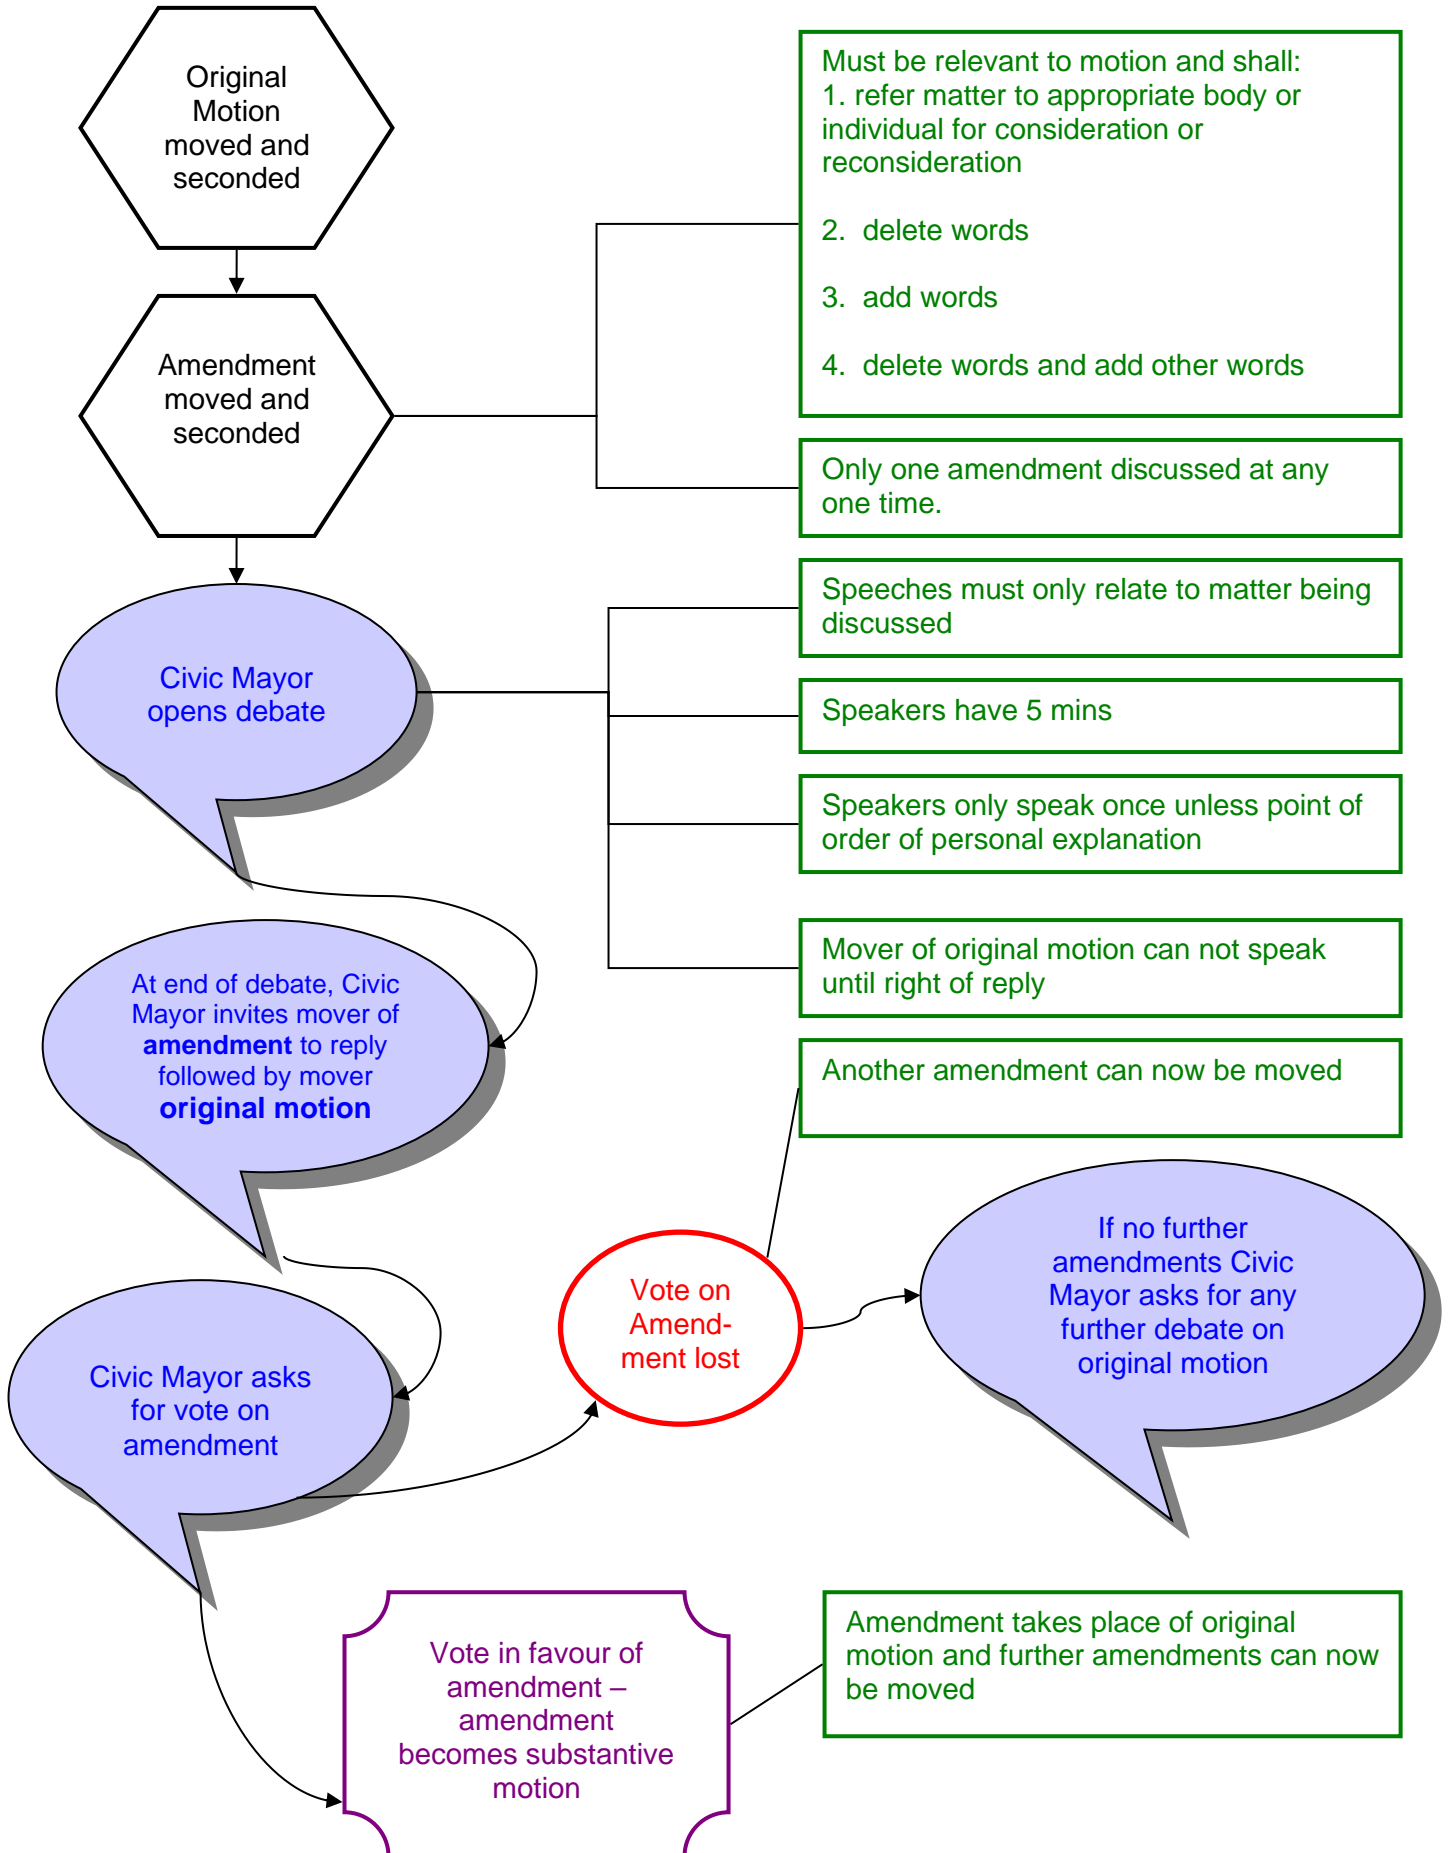 Original
Motion
moved and
seconded
Must be relevant to motion and shall:
1. refer matter to appropriate body or
individual for consideration or
reconsideration
2. delete words
3. add words
4. delete words and add other words
Amendment
moved and
seconded
Only one amendment discussed at any
one time.
Civic Mayor
opens debate
Speeches must only relate to matter being
discussed
Speakers have 5 mins
Speakers only speak once unless point of
order of personal explanation
Mover of original motion can not speak
until right of reply
At end of debate, Civic
Mayor invites mover of
amendment to reply
followed by mover
original motion
Another amendment can now be moved
Civic Mayor asks
for vote on
amendment
Vote on
Amend-
ment lost
If no further
amendments Civic
Mayor asks for any
further debate on
original motion
Vote in favour of
amendment –
amendment
becomes substantive
motion
Amendment takes place of original
motion and further amendments can now
be moved